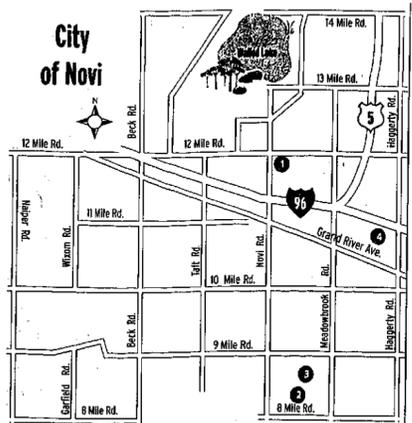 City
of Novi
N
14 Mile Rd.
13 Mile Rd.
5
Haggerty Rd.
Beck Rd.
12 Mile Rd.
12 Mile Rd.
1
96
Napier Rd.
Wixom Rd.
11 Mile Rd.
Taft Rd.
Novi Rd.
Grand River Ave.
4
10 Mile Rd.
Meadowbrook Rd.
Haggerty Rd.
Beck Rd.
9 Mile Rd.
Garfield Rd.
3
2
8 Mile Rd.
8 Mile Rd.